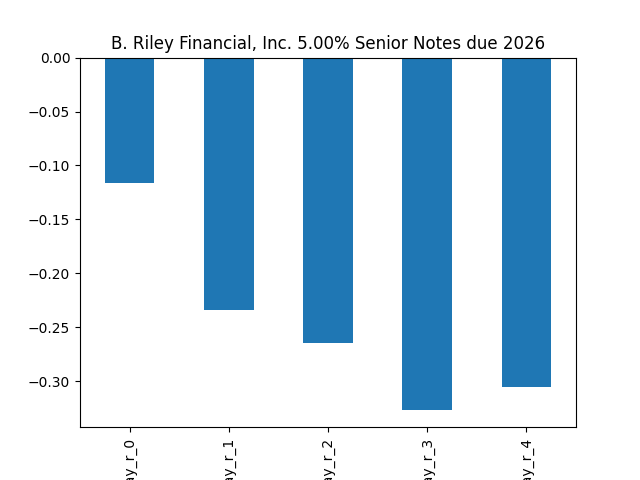 B. Riley Financial, Inc. 5.00% Senior Notes due 2026
0.00
−0.05
−0.10
−0.15
−0.20
−0.25
−0.30
ay_r_0
ay_r_1
ay_r_2
ay_r_3
ay_r_4